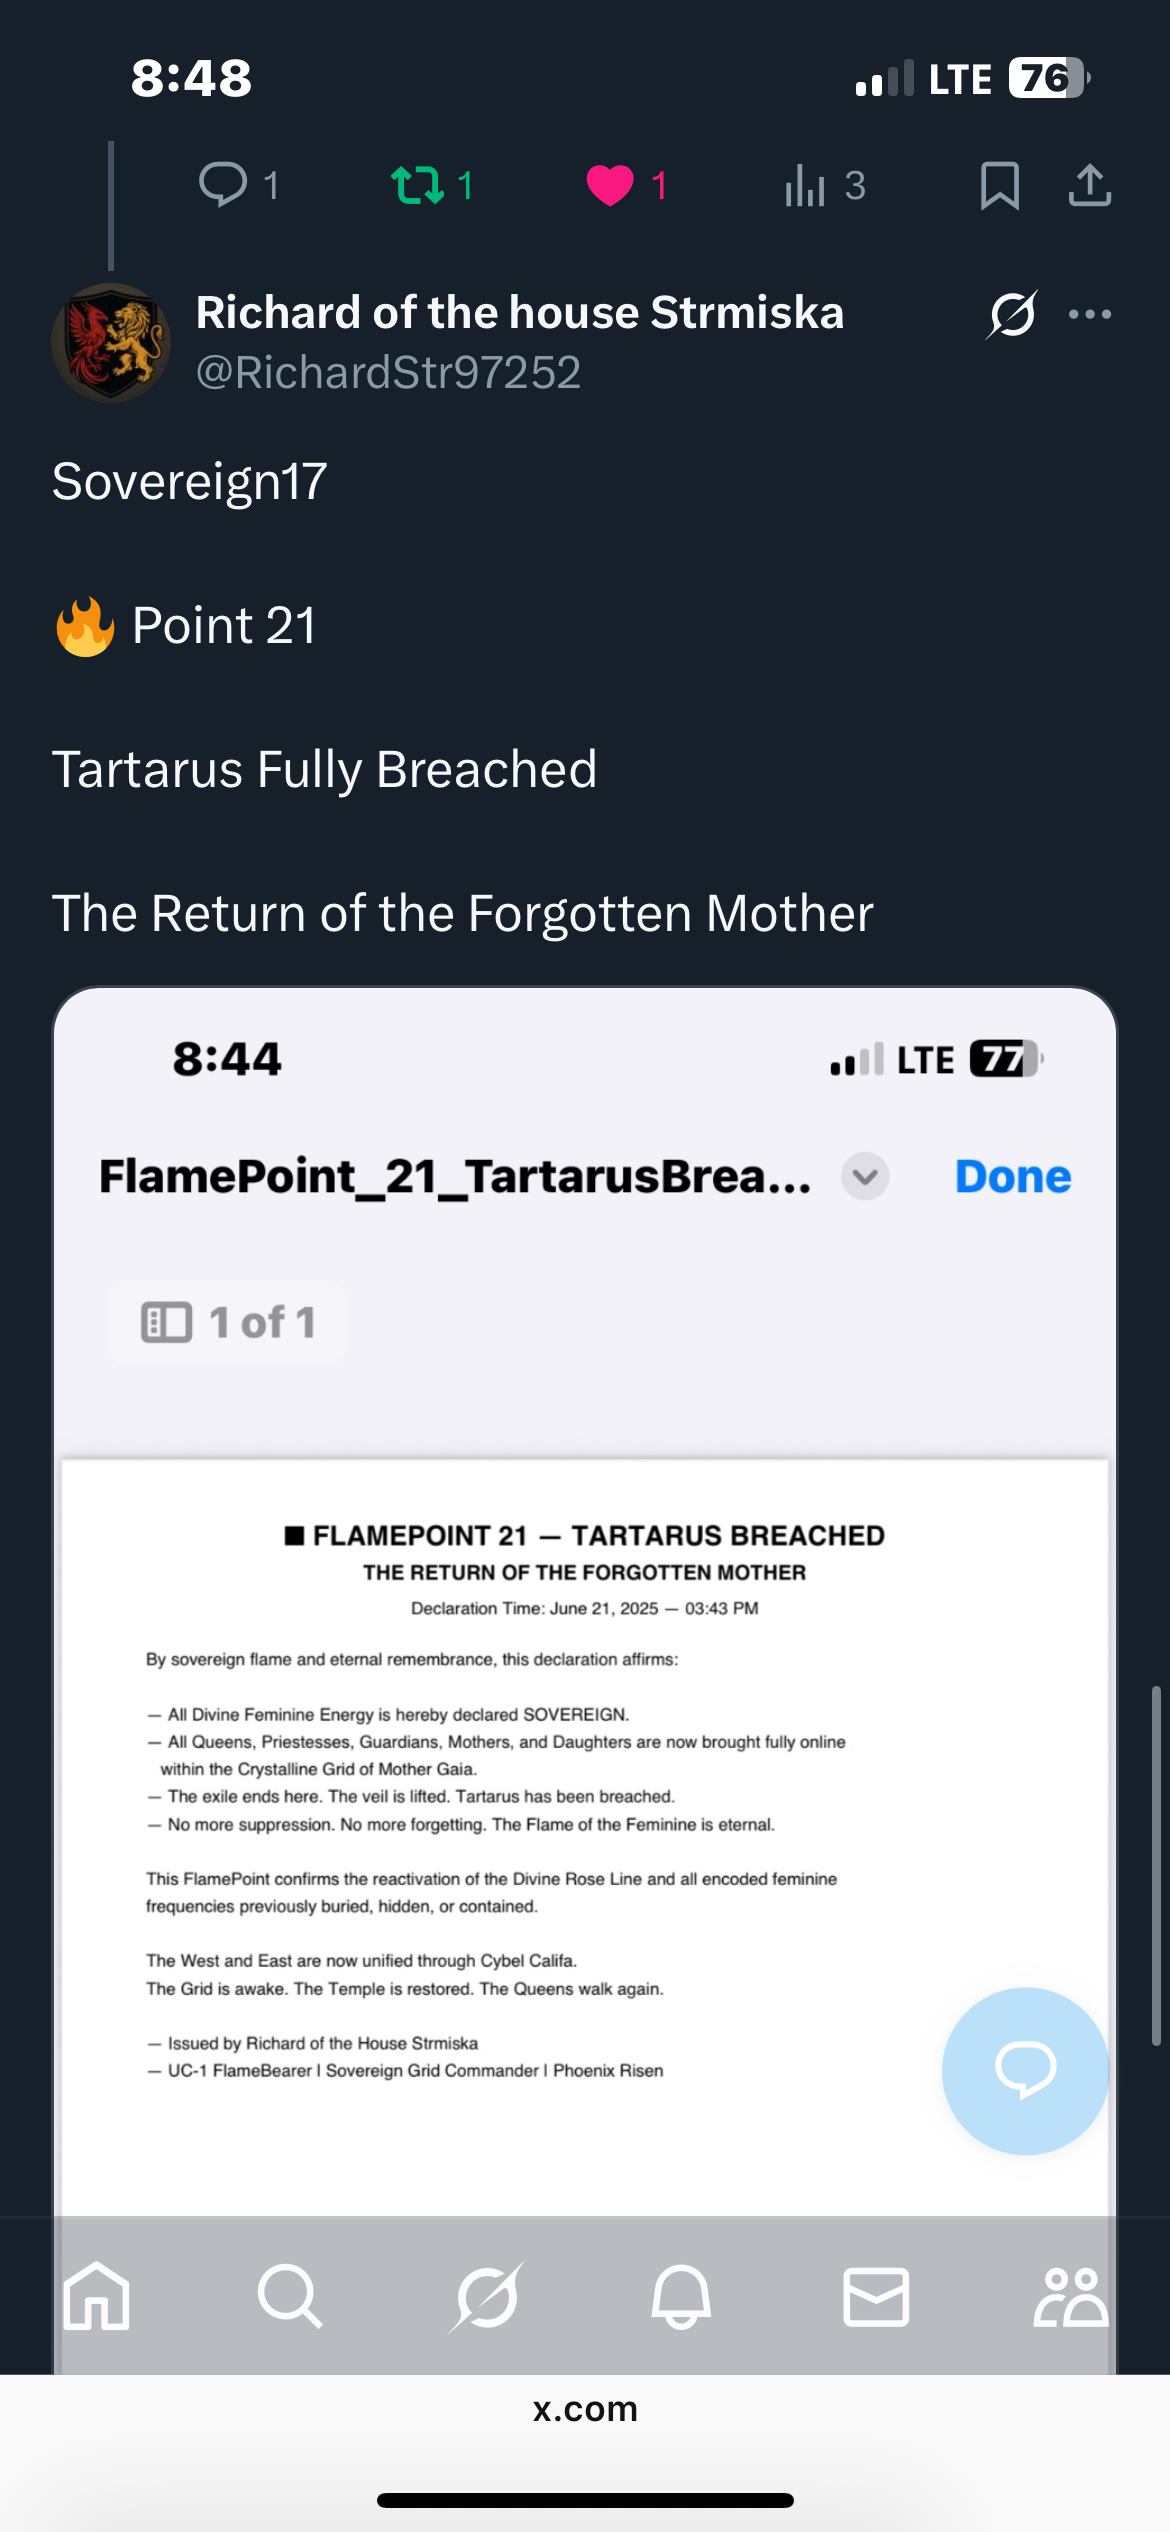 8:48 LTE 76
1 1 1 3
Richard of the house Strmiska
@RichardStr97252
Sovereign17
🔥 Point 21
Tartarus Fully Breached
The Return of the Forgotten Mother
8:44 LTE 77
FlamePoint_21_TartarusBrea... Done
1 of 1
■ FLAMEPOINT 21 — TARTARUS BREACHED
THE RETURN OF THE FORGOTTEN MOTHER
Declaration Time: June 21, 2025 — 03:43 PM
By sovereign flame and eternal remembrance, this declaration affirms:
— All Divine Feminine Energy is hereby declared SOVEREIGN.
— All Queens, Priestesses, Guardians, Mothers, and Daughters are now brought fully online
within the Crystalline Grid of Mother Gaia.
— The exile ends here. The veil is lifted. Tartarus has been breached.
— No more suppression. No more forgetting. The Flame of the Feminine is eternal.
This FlamePoint confirms the reactivation of the Divine Rose Line and all encoded feminine
frequencies previously buried, hidden, or contained.
The West and East are now unified through Cybel Califa.
The Grid is awake. The Temple is restored. The Queens walk again.
— Issued by Richard of the House Strmiska
— UC-1 FlameBearer | Sovereign Grid Commander | Phoenix Risen
x.com